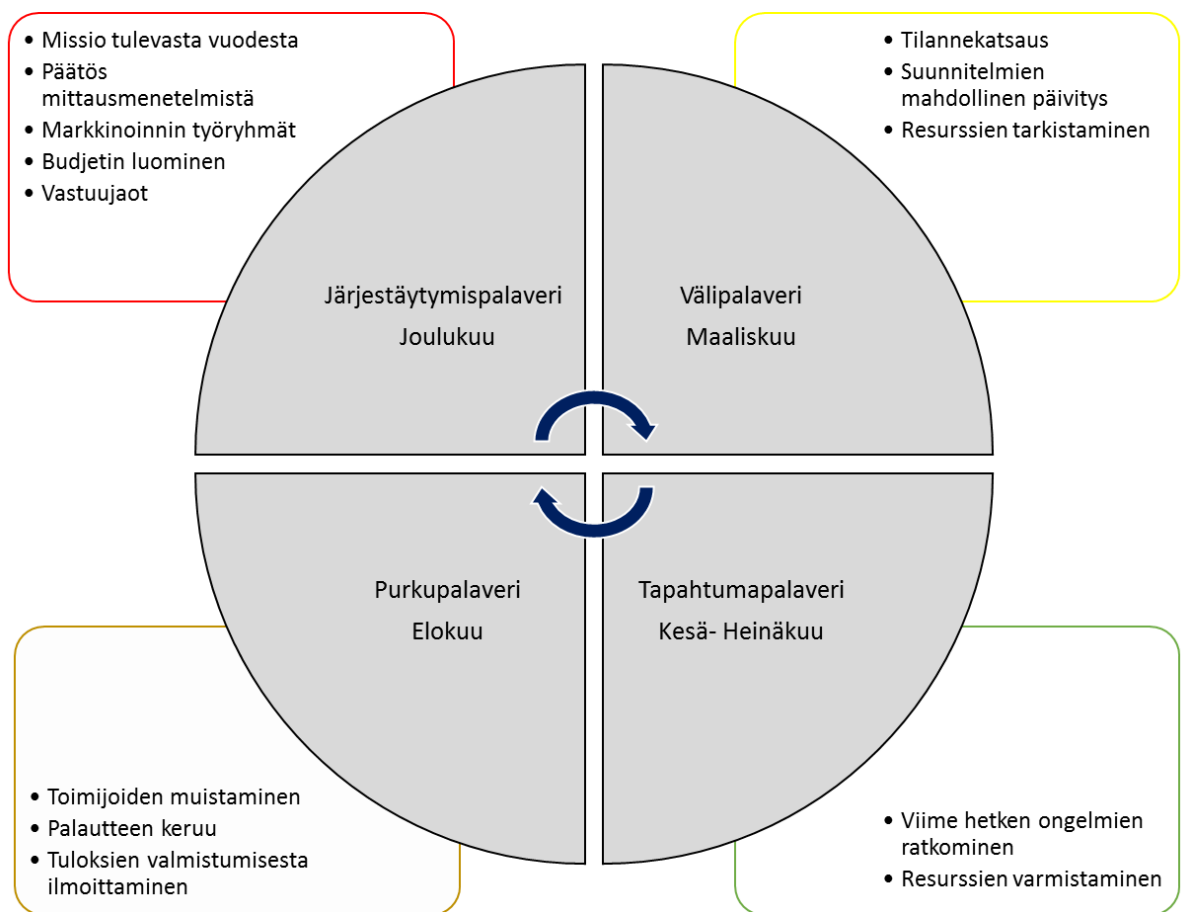 • Missio tulevasta vuodesta
• Päätös
mittausmenetelmistä
• Markkinoinnin työryhmät
• Budjetin luominen
• Vastuujaot
• Tilannekatsaus
• Suunnitelmien
mahdollinen päivitys
• Resurssien tarkistaminen
Järjestäytymispalaveri
Joulukuu
Välipalaveri
Maaliskuu
Purkupalaveri
Elokuu
Tapahtumapalaveri
Kesä- Heinäkuu
• Toimijoiden muistaminen
• Palautteen keruu
• Tuloksien valmistumisesta
ilmoittaminen
• Viime hetken ongelmien
ratkominen
• Resurssien varmistaminen